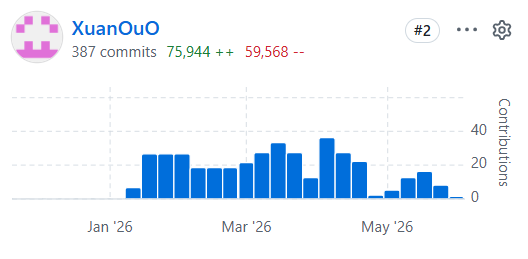 XuanOuO
#2
387 commits 75,944 ++ 59,568 --
40
20
0
Contributions
Jan '26
Mar '26
May '26